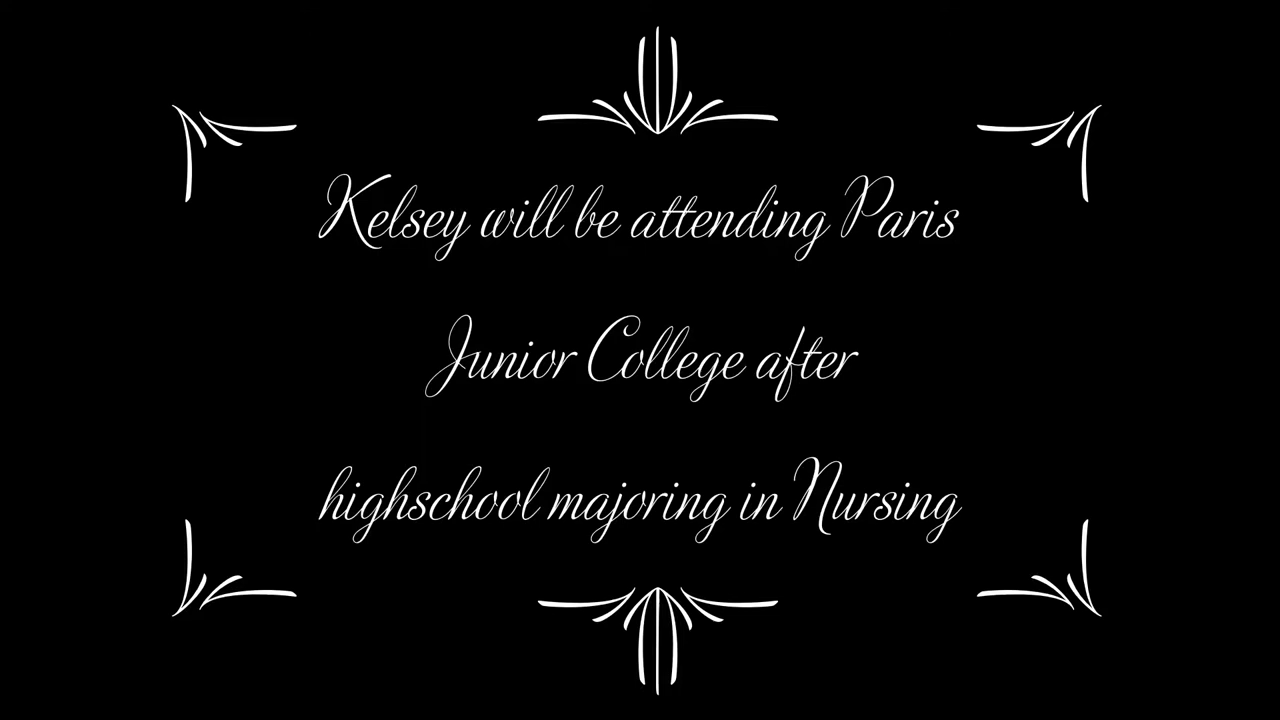 Kelsey will be attending Paris
Junior College after
highschool majoring in Nursing